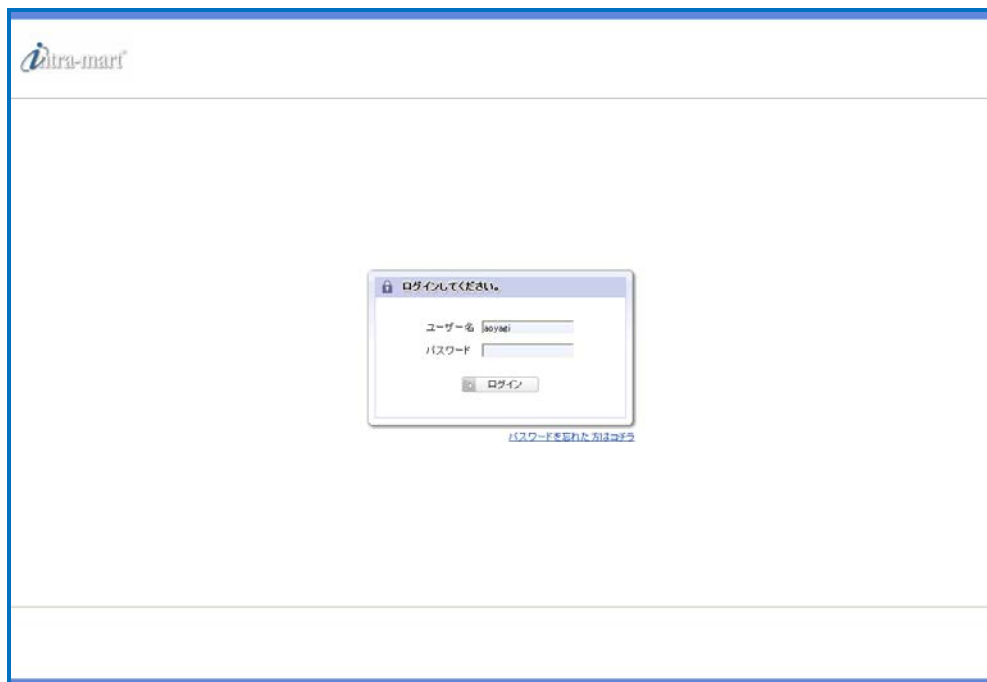 intra-mart
ログインしてください。
ユーザー名 aoyagi
パスワード
ログイン
パスワードを忘れた方はコチラ